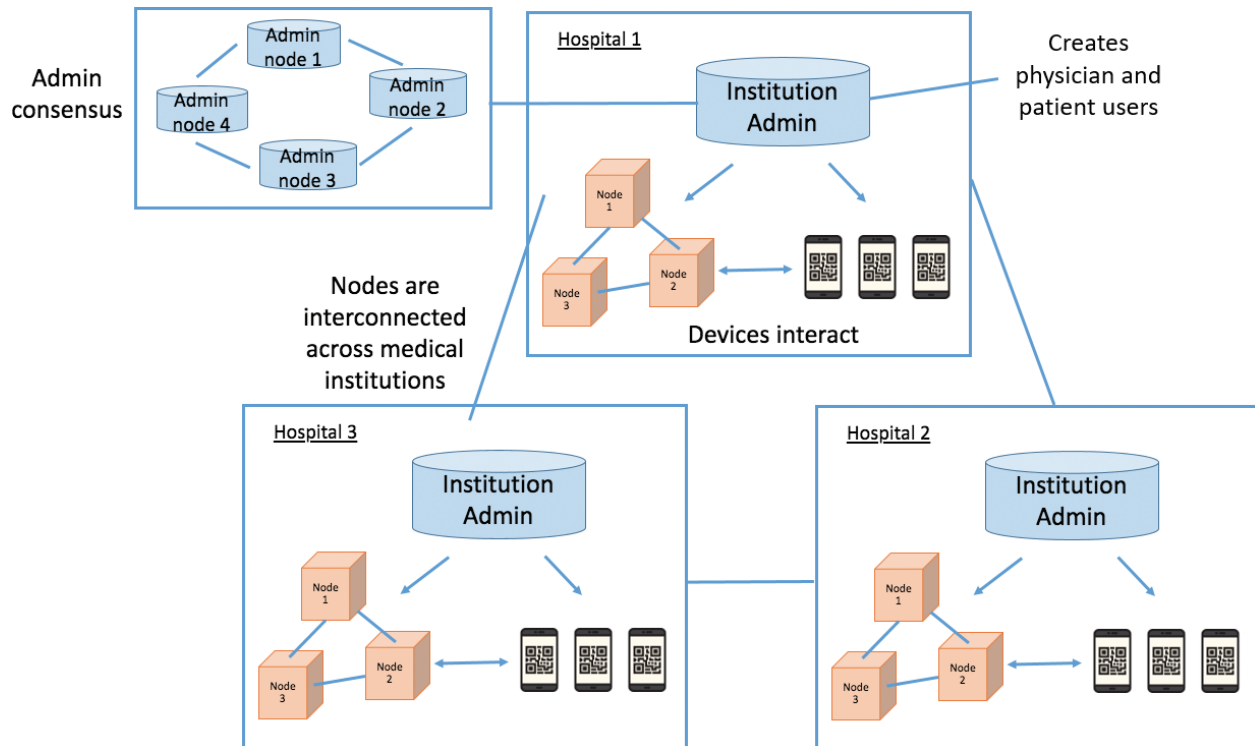 Admin
consensus
Admin
node 1
Admin
node 2
Admin
node 3
Admin
node 4
Hospital 1
Institution
Admin
Creates
physician and
patient users
Node
1
Node
2
Node
3
Devices interact
Nodes are
interconnected
across medical
institutions
Hospital 3
Institution
Admin
Node
1
Node
2
Node
3
Hospital 2
Institution
Admin
Node
1
Node
2
Node
3